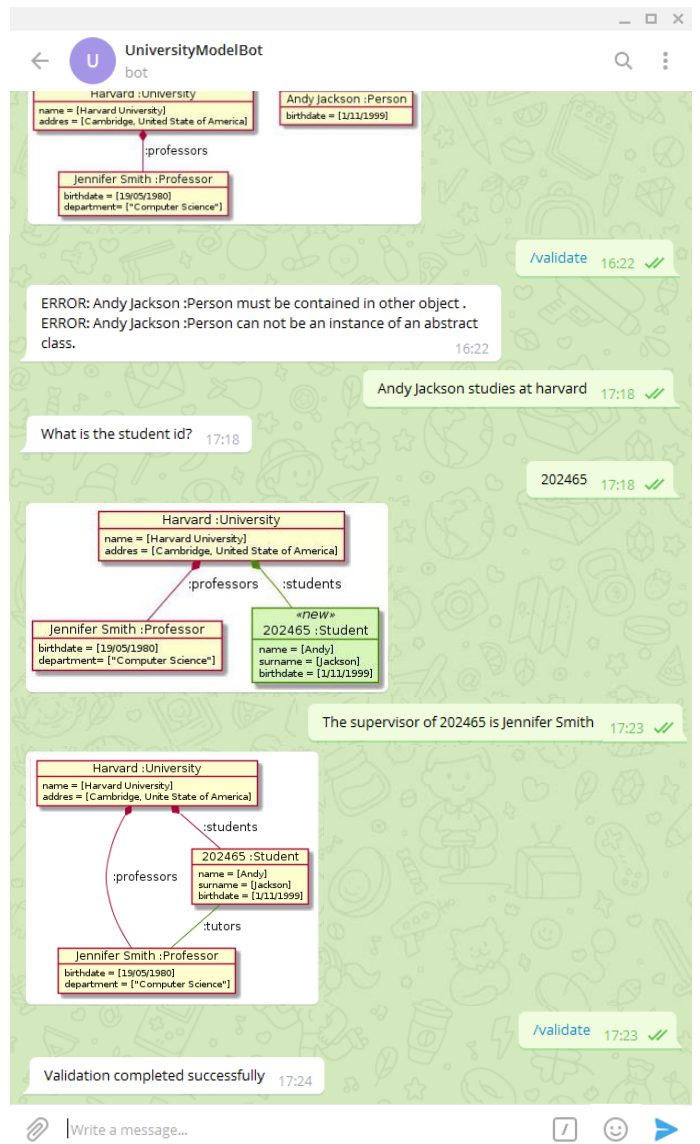 UniversityModelBot
U
bot
Harvard :University
name = [Harvard University]
addres = [Cambridge, United State of America]
Andy Jackson :Person
birthdate = [1/11/1999]
:professors
Jennifer Smith :Professor
birthdate = [19/05/1980]
department= ["Computer Science"]
/validate 16:22
ERROR: Andy Jackson :Person must be contained in other object .
ERROR: Andy Jackson :Person can not be an instance of an abstract
class.
16:22
Andy Jackson studies at harvard 17:18
What is the student id? 17:18
202465 17:18
Harvard :University
name = [Harvard University]
addres = [Cambridge, United State of America]
:professors :students
Jennifer Smith :Professor
birthdate = [19/05/1980]
department= ["Computer Science"]
«new»
202465 :Student
name = [Andy]
surname = [Jackson]
birthdate = [1/11/1999]
The supervisor of 202465 is Jennifer Smith 17:23
Harvard :University
name = [Harvard University]
addres = [Cambridge, Unite State of America]
:students
202465 :Student
name = [Andy]
surname = [Jackson]
birthdate = [1/11/1999]
:professors
:tutors
Jennifer Smith :Professor
birthdate = [19/05/1980]
department = ["Computer Science"]
/validate 17:23
Validation completed successfully 17:24
Write a message...